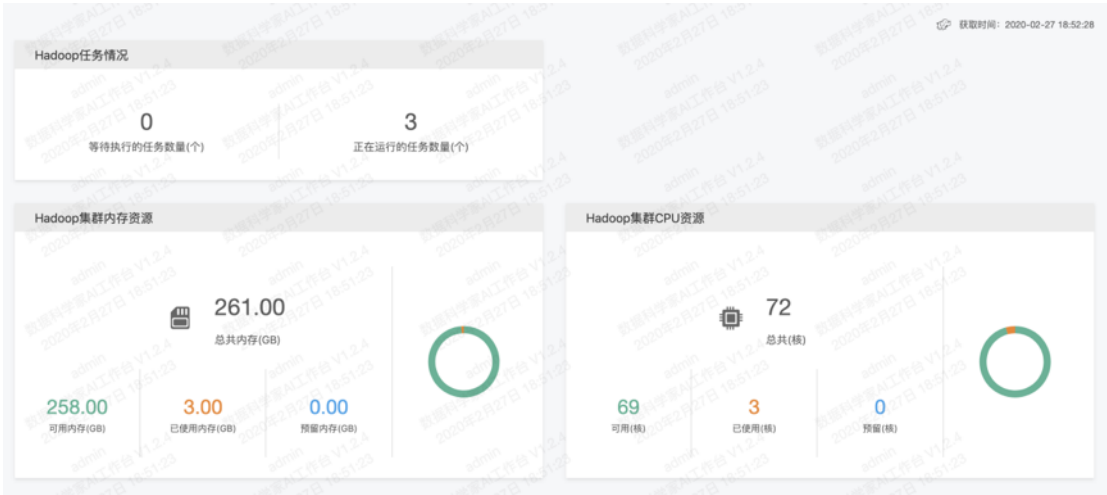 获取时间：2020-02-27 18:52:28
Hadoop任务情况
0
等待执行的任务数量(个)
3
正在运行的任务数量(个)
Hadoop集群内存资源
261.00
总共内存(GB)
258.00
可用内存(GB)
3.00
已使用内存(GB)
0.00
预留内存(GB)
Hadoop集群CPU资源
72
总共(核)
69
可用(核)
3
已使用(核)
0
预留(核)
admin
数据科学家AI工作台 V1.2.4
2020年2月27日 18:51:23